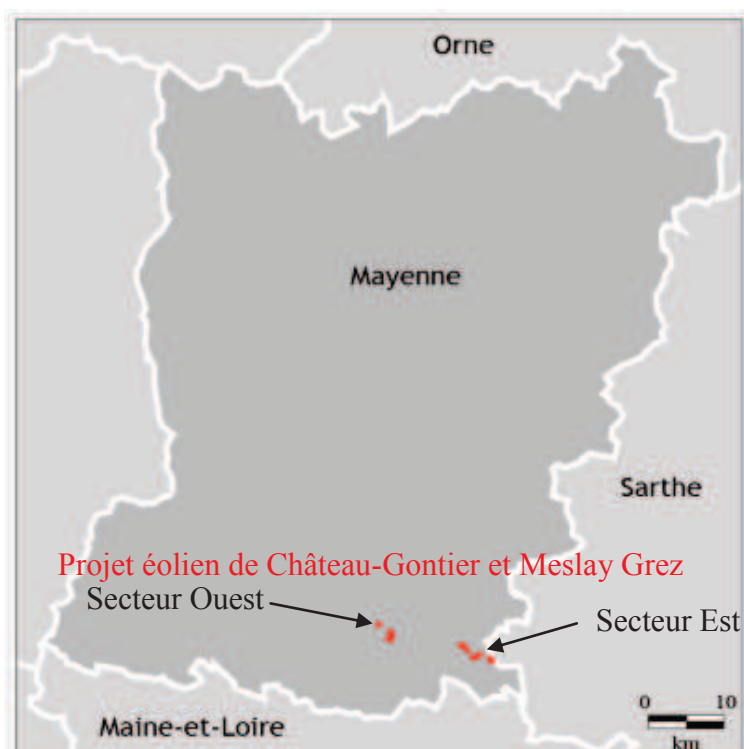 Orne
Mayenne
Sarthe
Projet éolien de Château-Gontier et Meslay Grez
Secteur Ouest
Secteur Est
0 10
km
Maine-et-Loire